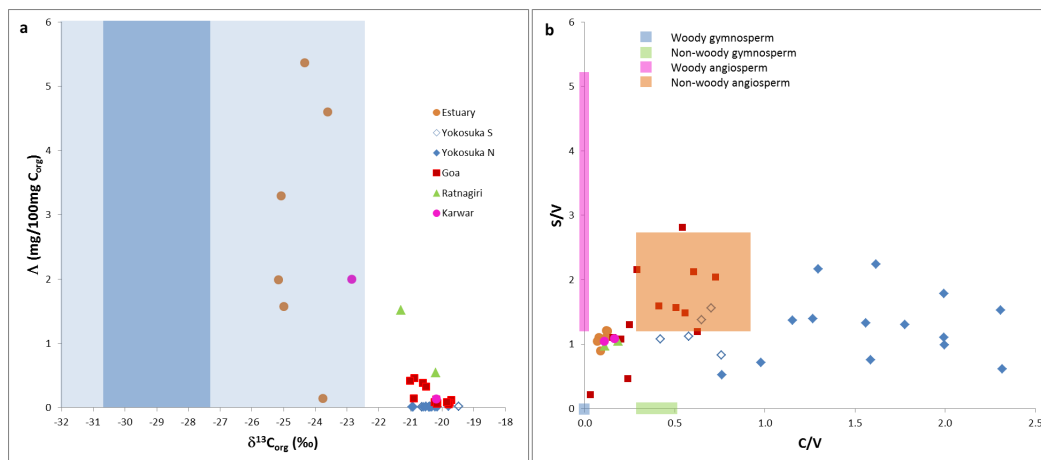 a
6
5
4
3
2
1
0
Λ (mg/100mg Corg)
-32 -31 -30 -29 -28 -27 -26 -25 -24 -23 -22 -21 -20 -19 -18
δ13Corg (‰)
Estuary
Yokosuka S
Yokosuka N
Goa
Ratnagiri
Karwar
b
6
5
4
3
2
1
0
S/V
0.0 0.5 1.0 1.5 2.0 2.5
C/V
Woody gymnosperm
Non-woody gymnosperm
Woody angiosperm
Non-woody angiosperm